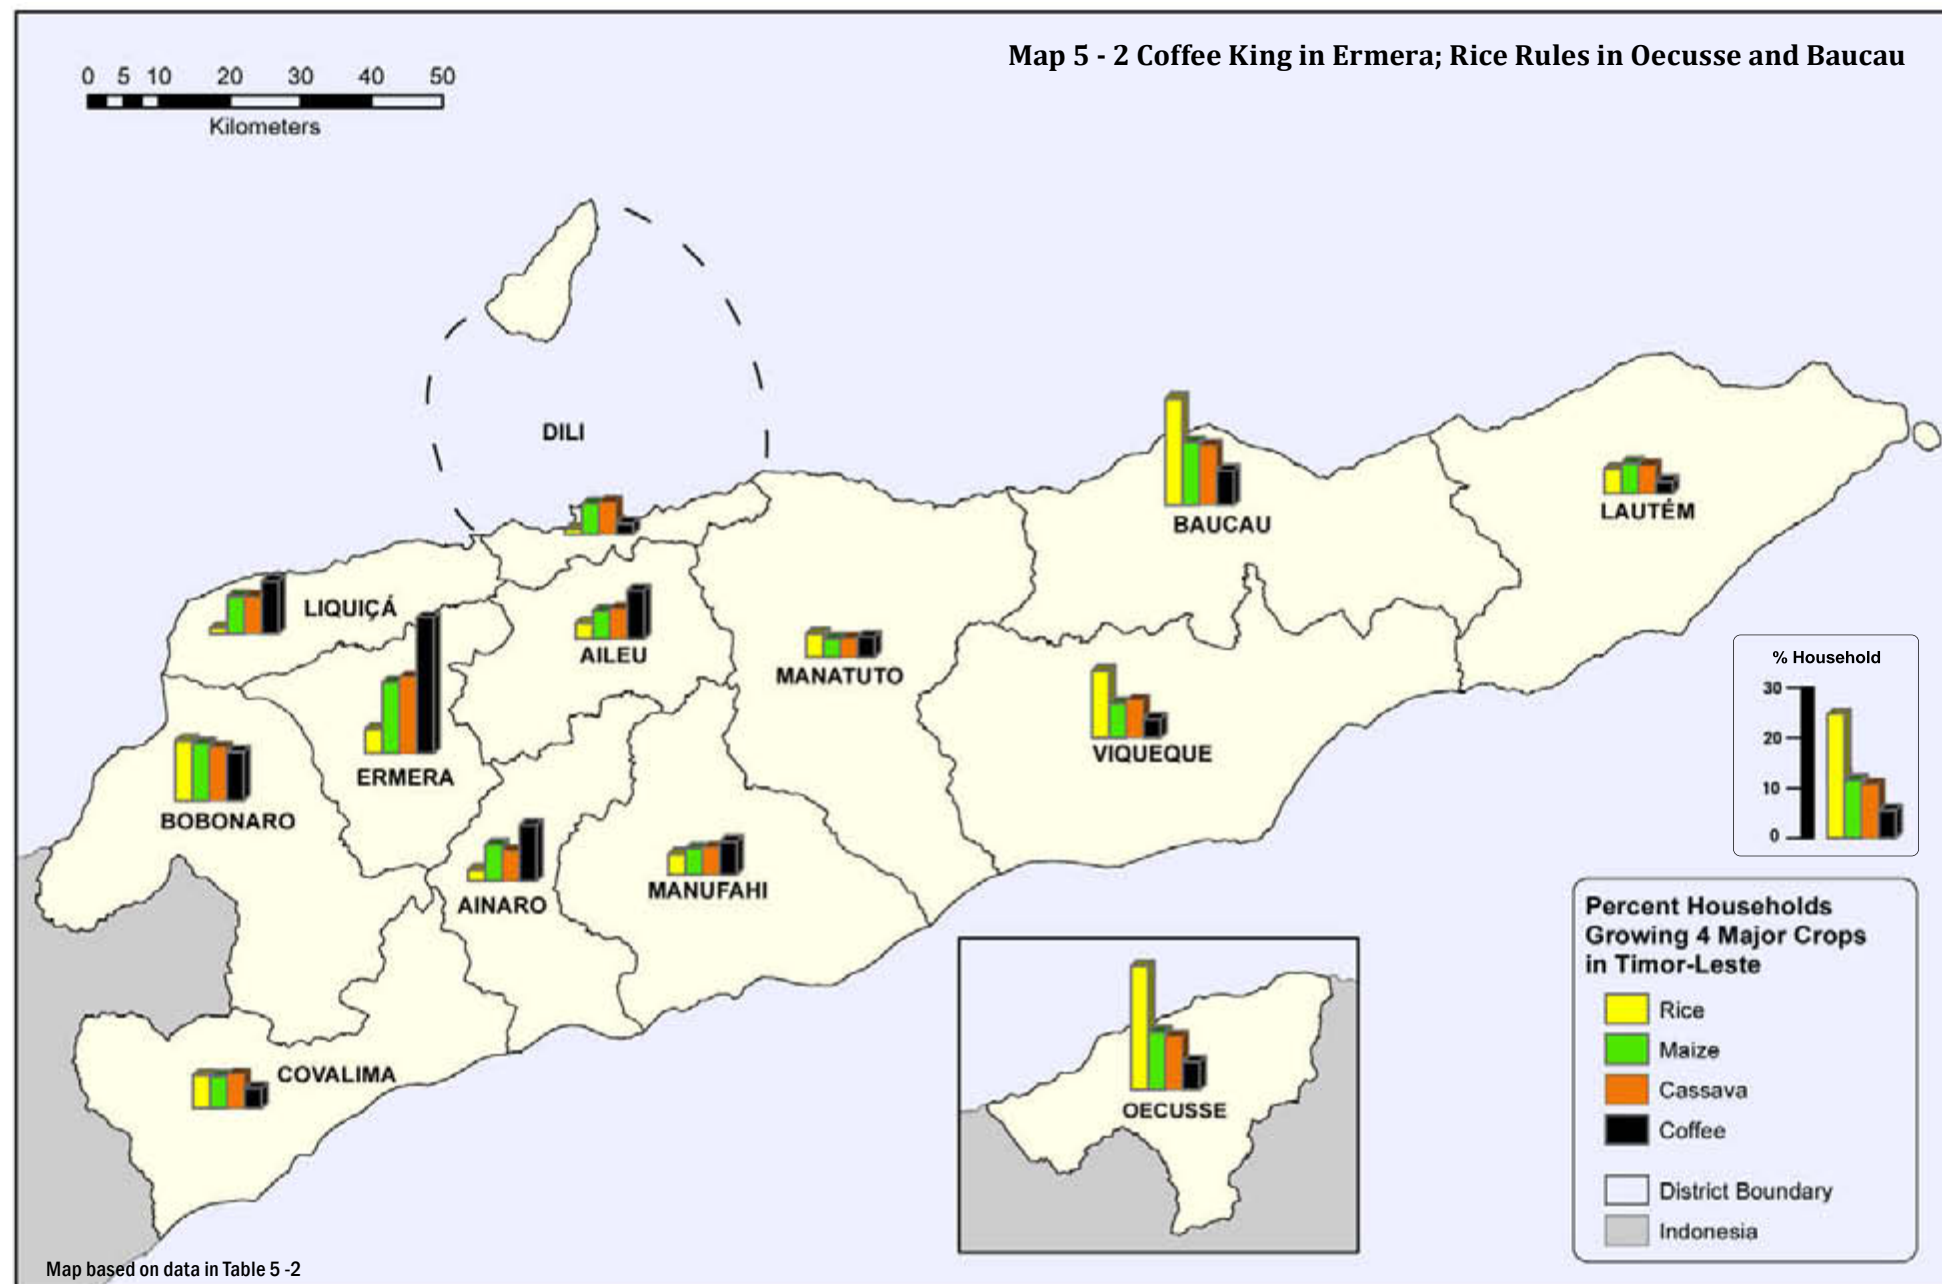 Map 5 - 2 Coffee King in Ermera; Rice Rules in Oecusse and Baucau
0 5 10 20 30 40 50
Kilometers
DILI
BAUCAU
LAUTÉM
LIQUIÇÁ
AILEU
MANATUTO
VIQUEQUE
ERMERA
BOBONARO
AINARO
MANUFAHI
COVALIMA
OECUSSE
% Household
30
20
10
0
Percent Households
Growing 4 Major Crops
in Timor-Leste
Rice
Maize
Cassava
Coffee
District Boundary
Indonesia
Map based on data in Table 5 -2